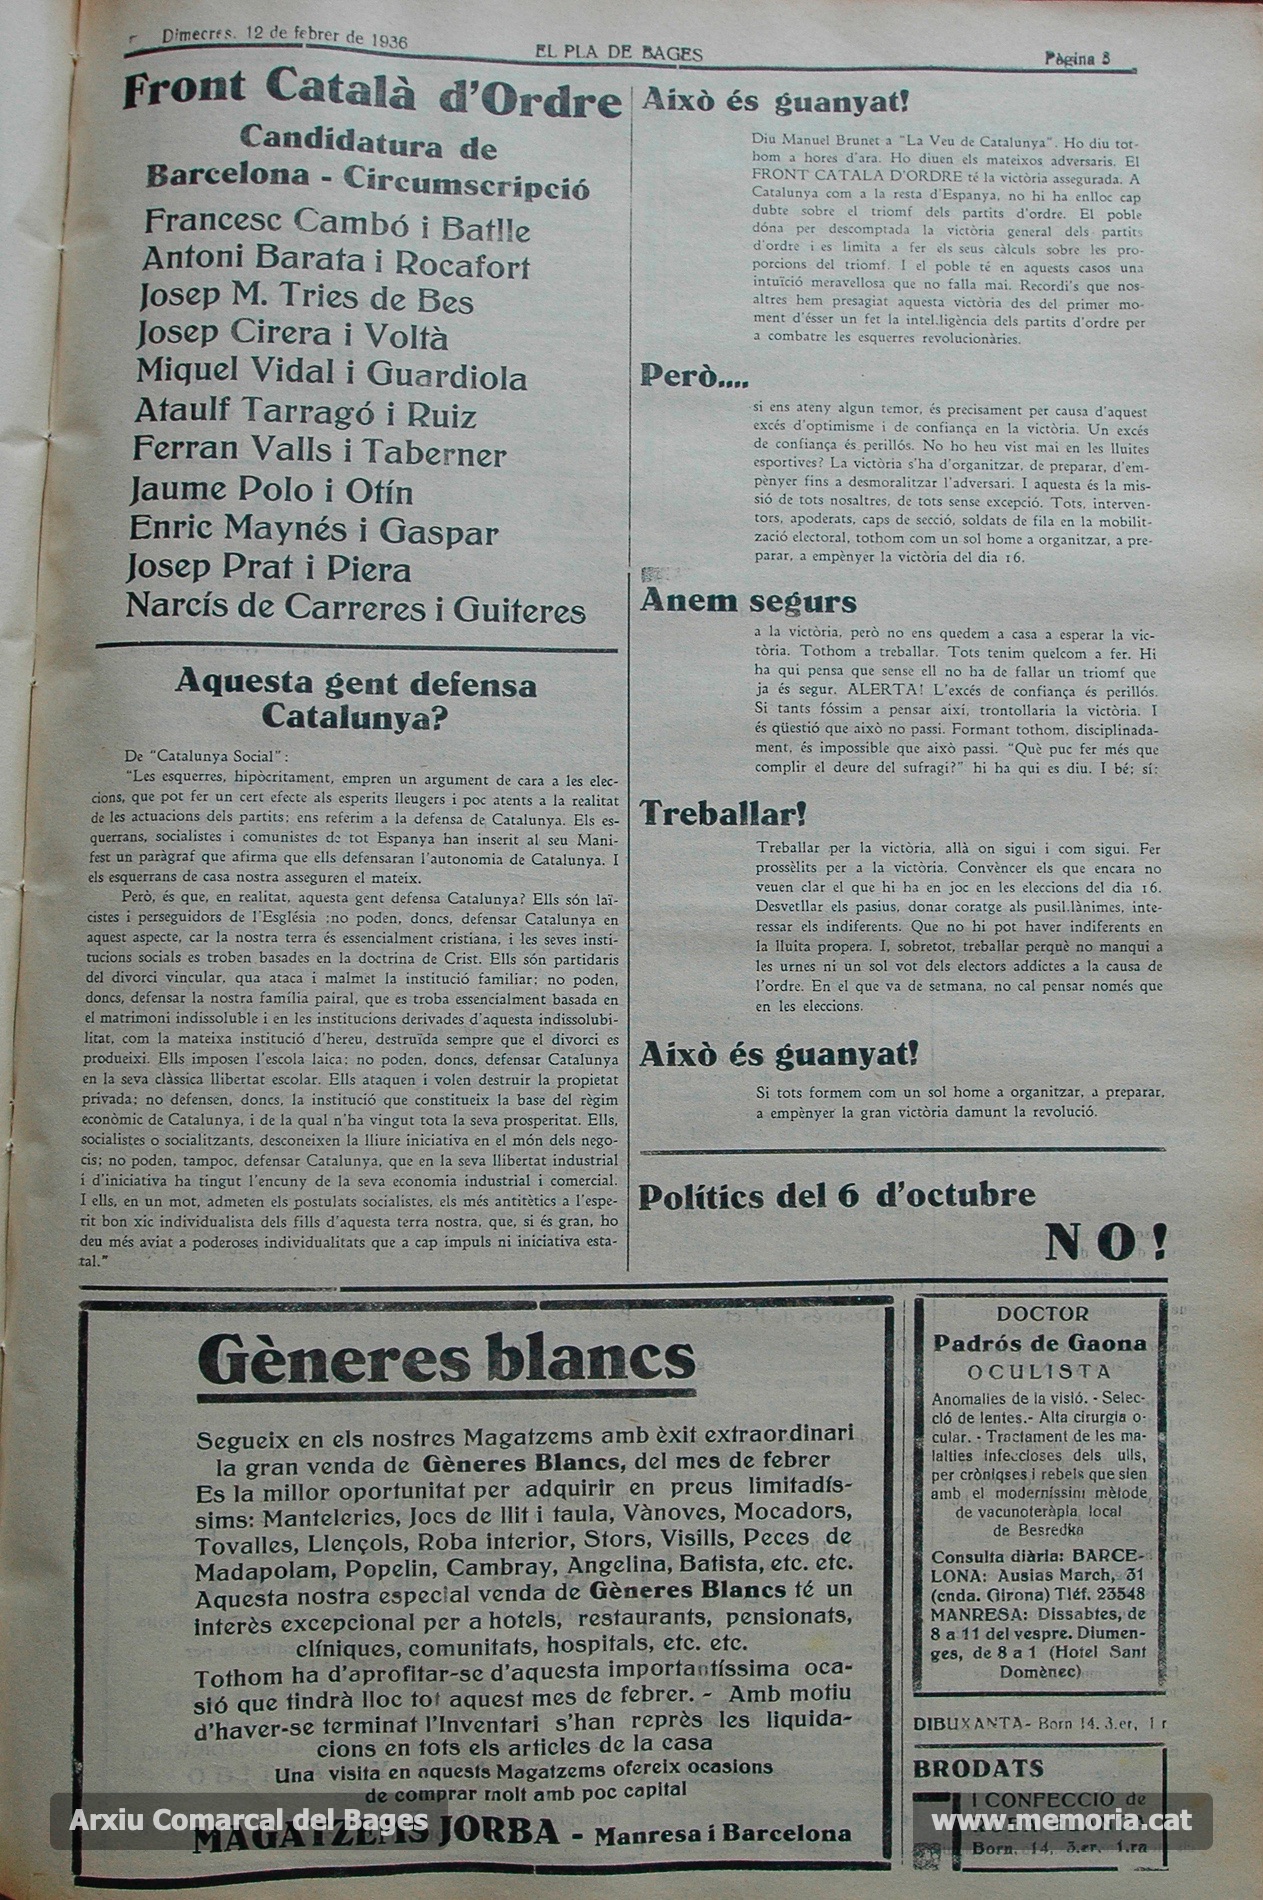 Dimecres, 12 de febrer de 1936
EL PLA DE BAGES
Pàgina 3
Front Català d'Ordre
Candidatura de
Barcelona - Circumscripció
Francesc Cambó i Batlle
Antoni Barata i Rocafort
Josep M. Tries de Bes
Josep Cirera i Voltà
Miquel Vidal i Guardiola
Ataulf Tarragó i Ruiz
Ferran Valls i Taberner
Jaume Polo i Otín
Enric Maynés i Gaspar
Josep Prat i Piera
Narcís de Carreres i Guiteres
Aquesta gent defensa
Catalunya?
De "Catalunya Social":
"Les esquerres, hipòcritament, empren un argument de cara a les elec-
cions, que pot fer un cert efecte als esperits lleugers i poc atents a la realitat
de les actuacions dels partits: ens referim a la defensa de Catalunya. Els es-
querrans, socialistes i comunistes de tot Espanya han inserit al seu Mani-
fest un paràgraf que afirma que ells defensaran l'autonomia de Catalunya. I
els esquerrans de casa nostra asseguren el mateix.
Però, és que, en realitat, aquesta gent defensa Catalunya? Ells són laï-
cistes i perseguidors de l'Església :no poden, doncs, defensar Catalunya en
aquest aspecte, car la nostra terra és essencialment cristiana, i les seves insti-
tucions socials es troben basades en la doctrina de Crist. Ells són partidaris
del divorci vincular, qua ataca i malmet la institució familiar: no poden,
doncs, defensar la nostra família pairal, que es troba essencialment basada en
el matrimoni indissoluble i en les institucions derivades d'aquesta indissolubi-
litat, com la mateixa institució d'hereu, destruïda sempre que el divorci es
produeixi. Ells imposen l'escola laica: no poden, doncs, defensar Catalunya
en la seva clàssica llibertat escolar. Ells ataquen i volen destruir la propietat
privada: no defensen, doncs, la institució que constitueix la base del règim
econòmic de Catalunya, i de la qual n'ha vingut tota la seva prosperitat. Ells,
socialistes o socialitzants, desconeixen la lliure iniciativa en el món dels nego-
cis; no poden, tampoc, defensar Catalunya, que en la seva llibertat industrial
i d'iniciativa ha tingut l'encuny de la seva economia industrial i comercial.
I ells, en un mot, admeten els postulats socialistes, els més antitètics a l'espe-
rit bon xic individualista dels fills d'aquesta terra nostra, que, si és gran, ho
deu més aviat a poderoses individualitats que a cap impuls ni iniciativa esta-
tal."
Això és guanyat!
Diu Manuel Brunet a "La Veu de Catalunya". Ho diu tot-
hom a hores d'ara. Ho diuen els mateixos adversaris. El
FRONT CATALA D'ORDRE té la victòria assegurada. A
Catalunya com a la resta d'Espanya, no hi ha enlloc cap
dubte sobre el triomf dels partits d'ordre. El poble
dóna per descomptada la victòria general dels partits
d'ordre i es limita a fer els seus càlculs sobre les pro-
porcions del triomf. I el poble té en aquests casos una
intuïció meravellosa que no falla mai. Recordi's que nos-
altres hem presagiat aquesta victòria des del primer mo-
ment d'ésser un fet la intel.ligència dels partits d'ordre per
a combatre les esquerres revolucionàries.
Però....
si ens ateny algun temor, és precisament per causa d'aquest
excés d'optimisme i de confiança en la victòria. Un excés
de confiança és perillós. No ho heu vist mai en les lluites
esportives? La victòria s'ha d'organitzar, de preparar, d'em-
pènyer fins a desmoralitzar l'adversari. I aquesta és la mis-
sió de tots nosaltres, de tots sense excepció. Tots, interven-
tors, apoderats, caps de secció, soldats de fila en la mobilit-
zació electoral, tothom com un sol home a organitzar, a pre-
parar, a empènyer la victòria del dia 16.
Anem segurs
a la victòria, però no ens quedem a casa a esperar la vic-
tòria. Tothom a treballar. Tots tenim quelcom a fer. Hi
ha qui pensa que sense ell no ha de fallar un triomf que
ja és segur. ALERTA! L'excés de confiança és perillós.
Si tants fóssim a pensar així, trontollaria la victòria. I
és qüestió que això no passi. Formant tothom, disciplinada-
ment, és impossible que això passi. "Què puc fer més que
complir el deure del sufragi?" hi ha qui es diu. I bé; sí:
Treballar!
Treballar per la victòria, allà on sigui i com sigui. Fer
prossèlits per a la victòria. Convèncer els que encara no
veuen clar el que hi ha en joc en les eleccions del dia 16.
Desvetllar els pasius, donar coratge als pusil.lànimes, inte-
ressar els indiferents. Que no hi pot haver indiferents en
la lluita propera. I, sobretot, treballar perquè no manqui a
les urnes ni un sol vot dels electors addictes a la causa de
l'ordre. En el que va de setmana, no cal pensar només que
en les eleccions.
Això és guanyat!
Si tots formem com un sol home a organitzar, a preparar,
a empènyer la gran victòria damunt la revolució.
Polítics del 6 d'octubre
NO!
Gèneres blancs
Segueix en els nostres Magatzems amb èxit extraordinari
la gran venda de Gèneres Blancs, del mes de febrer
Es la millor oportunitat per adquirir en preus limitadís-
sims: Manteleries, Jocs de llit i taula, Vànoves, Mocadors,
Tovalles, Llençols, Roba interior, Stors, Visills, Peces de
Madapolam, Popelin, Cambray, Angelina, Batista, etc. etc.
Aquesta nostra especial venda de Gèneres Blancs té un
interès excepcional per a hotels, restaurants, pensionats,
clíniques, comunitats, hospitals, etc. etc.
Tothom ha d'aprofitar-se d'aquesta importantíssima oca-
sió que tindrà lloc tot aquest mes de febrer. - Amb motiu
d'haver-se terminat l'Inventari s'han reprès les liquida-
cions en tots els articles de la casa
Una visita en aquests Magatzems ofereix ocasions
de comprar molt amb poc capital
MAGATZEMS JORBA - Manresa i Barcelona
DOCTOR
Padrós de Gaona
OCULISTA
Anomalies de la visió. - Selec-
ció de lentes.- Alta cirurgia o-
cular. - Tractament de les ma-
lalties infeccioses dels ulls,
per cròniqses i rebels que sien
amb el moderníssim mètode
de vacunoteràpia local
de Besredka
Consulta diària: BARCE-
LONA: Ausias March, 31
(cnda. Girona) Tléf. 23548
MANRESA: Dissabtes, de
8 a 11 del vespre. Diumen-
ges, de 8 a 1 (Hotel Sant
Domènec)
DIBUXANTA- Born 14. 3.er, 1 r
BRODATS
I CONFECCIO de
Born, 14, 3.er, 1.ra
Arxiu Comarcal del Bages
www.memoria.cat